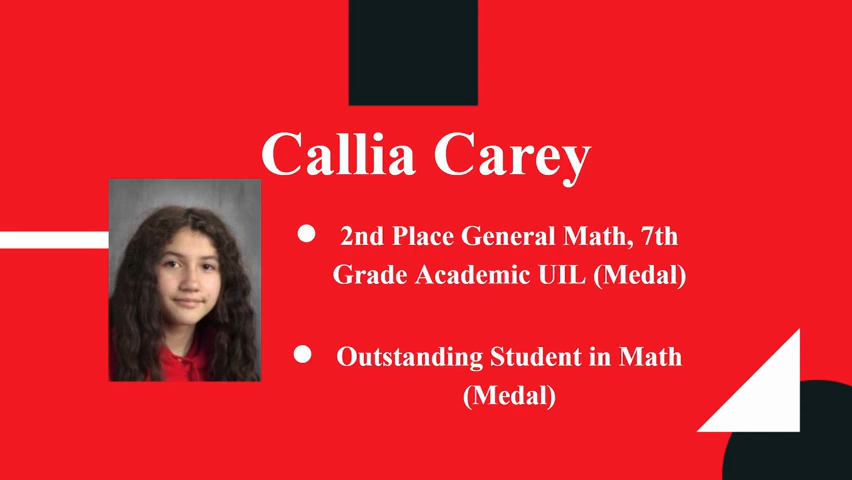 Callia Carey
● 2nd Place General Math, 7th
Grade Academic UIL (Medal)
● Outstanding Student in Math
(Medal)